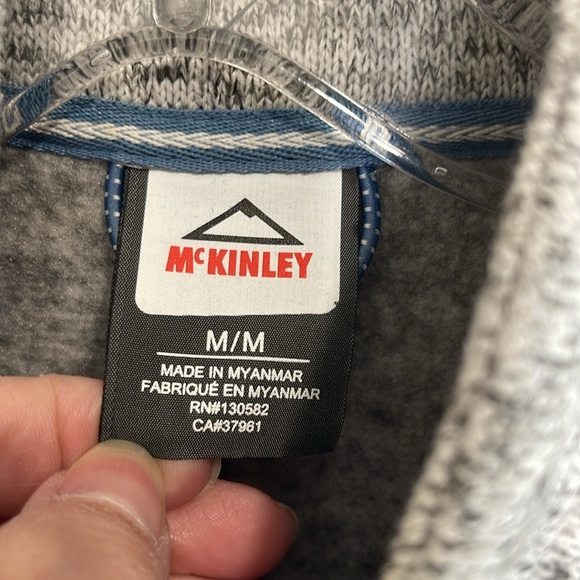 McKINLEY
M/M
MADE IN MYANMAR
FABRIQUÉ EN MYANMAR
RN#130582
CA#37961